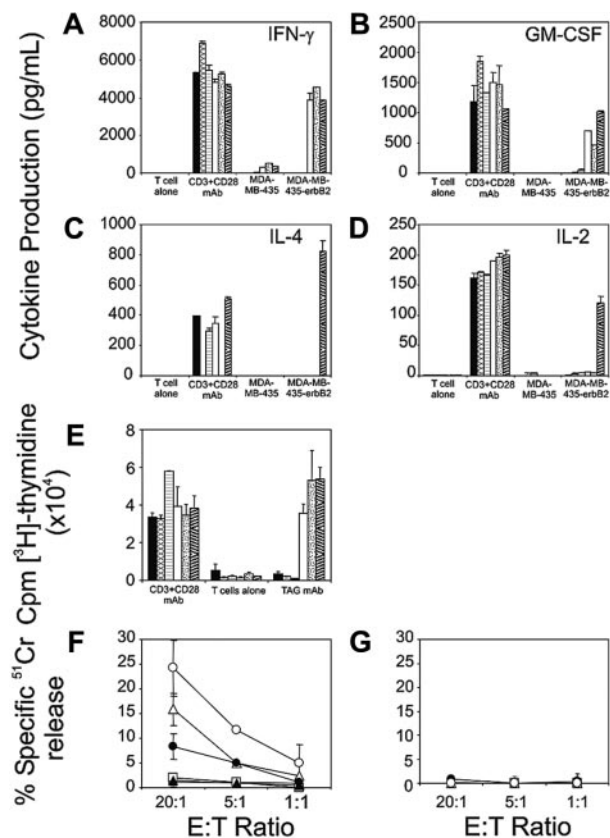 A IFN-γ B GM-CSF
Cytokine Production (pg/mL)
8000 2500
6000 2000
4000 1500
2000 1000
0 500
0
T cell alone CD3+CD28 mAb MDA-MB-435 MDA-MB-435-erbB2 T cell alone CD3+CD28 mAb MDA-MB-435 MDA-MB-435-erbB2
C IL-4 D IL-2
1000 250
800 200
600 150
400 100
200 50
0 0
T cell alone CD3+CD28 mAb MDA-MB-435 MDA-MB-435-erbB2 T cell alone CD3+CD28 mAb MDA-MB-435 MDA-MB-435-erbB2
E
Cpm [³H]-thymidine (x10⁴)
8
6
4
2
0
CD3+CD28 mAb T cells alone TAG mAb
F G
% Specific ⁵¹Cr release
30 30
25 25
20 20
15 15
10 10
5 5
0 0
20:1 5:1 1:1 20:1 5:1 1:1
E:T Ratio E:T Ratio